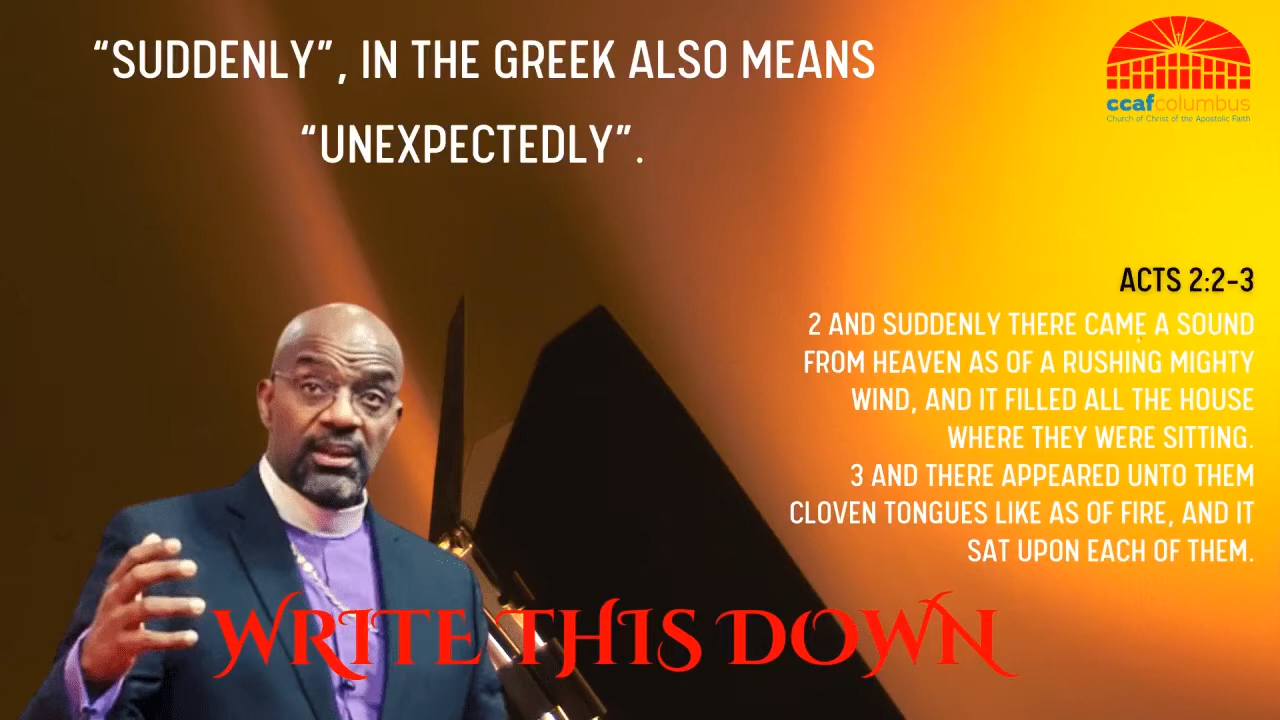 “SUDDENLY”, IN THE GREEK ALSO MEANS
“UNEXPECTEDLY”.
ccafcolumbus
Church of Christ of the Apostolic Faith
ACTS 2:2-3
2 AND SUDDENLY THERE CAME A SOUND
FROM HEAVEN AS OF A RUSHING MIGHTY
WIND, AND IT FILLED ALL THE HOUSE
WHERE THEY WERE SITTING.
3 AND THERE APPEARED UNTO THEM
CLOVEN TONGUES LIKE AS OF FIRE, AND IT
SAT UPON EACH OF THEM.
WRITE THIS DOWN